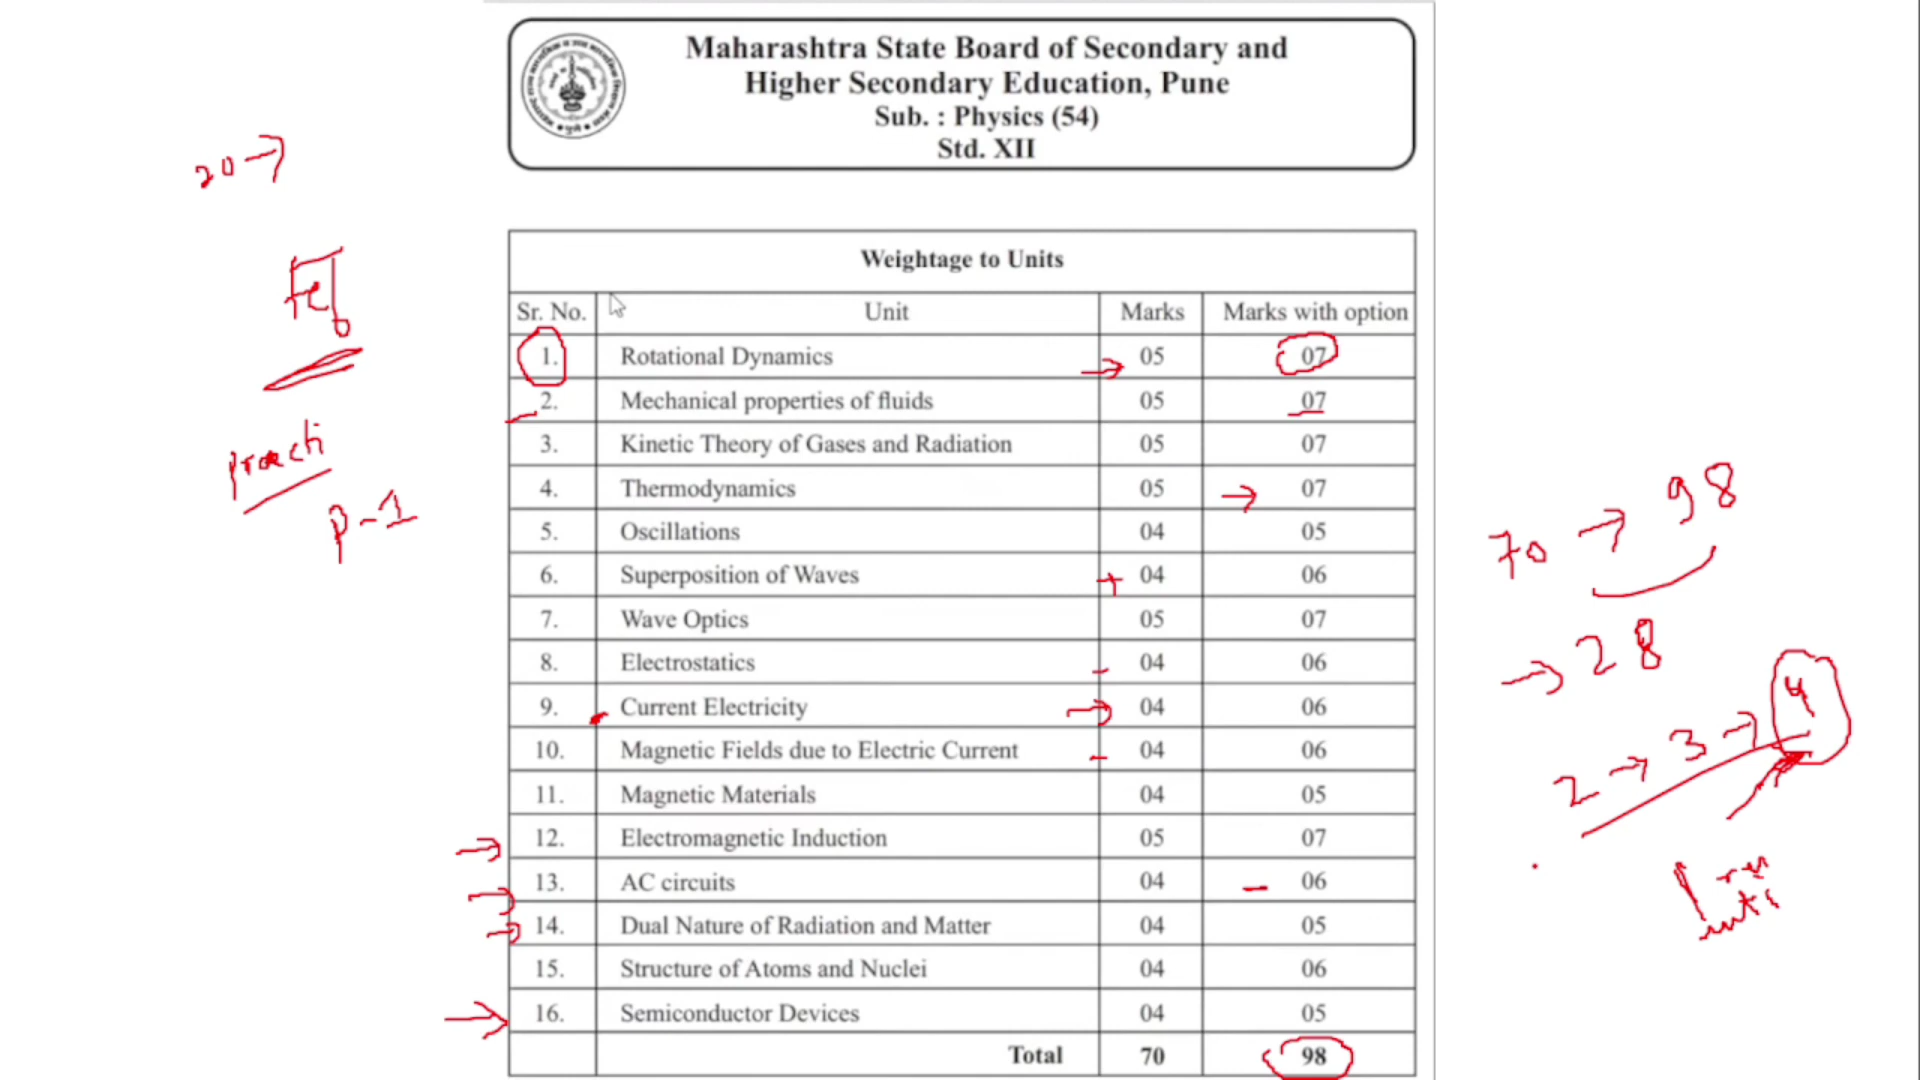 Maharashtra State Board of Secondary and
Higher Secondary Education, Pune
Sub. : Physics (54)
Std. XII
20 →
Feb
practi
P-1
Weightage to Units
Sr. No. Unit Marks Marks with option
1. Rotational Dynamics 05 07
2. Mechanical properties of fluids 05 07
3. Kinetic Theory of Gases and Radiation 05 07
4. Thermodynamics 05 07
5. Oscillations 04 05
6. Superposition of Waves 04 06
7. Wave Optics 05 07
8. Electrostatics 04 06
9. Current Electricity 04 06
10. Magnetic Fields due to Electric Current 04 06
11. Magnetic Materials 04 05
12. Electromagnetic Induction 05 07
13. AC circuits 04 06
14. Dual Nature of Radiation and Matter 04 05
15. Structure of Atoms and Nuclei 04 06
16. Semiconductor Devices 04 05
Total 70 98
70 → 98
→ 28
2 → 3 → 4